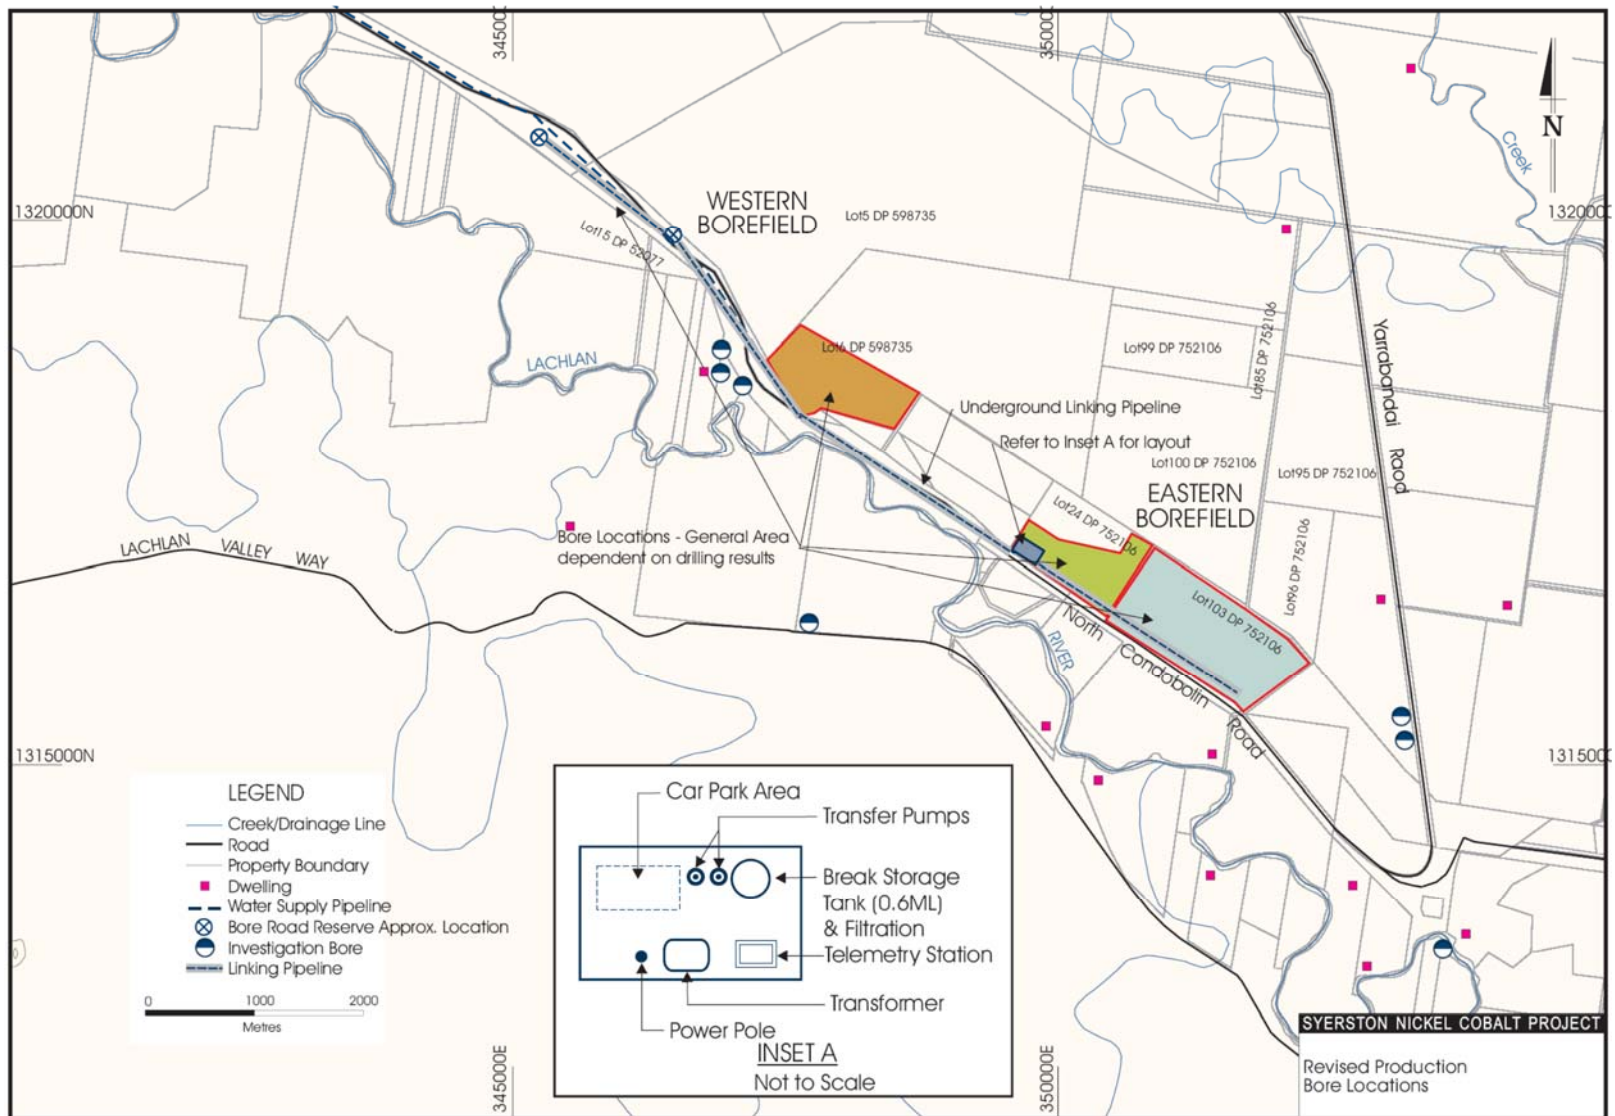 345000E
350000E
N
Creek
1320000N
1320000N
WESTERN
BOREFIELD
Lot5 DP 598735
Lot15 DP 52077
LACHLAN
Lot6 DP 598735
Lot99 DP 752106
Lot85 DP 752106
Yarrabandai Raod
Underground Linking Pipeline
Refer to Inset A for layout
Lot100 DP 752106
Lot95 DP 752106
EASTERN
BOREFIELD
Lot24 DP 752106
Lot96 DP 752106
Bore Locations - General Area
dependent on drilling results
LACHLAN VALLEY WAY
Lot103 DP 752106
North Condobolin Road
RIVER
1315000N
1315000N
LEGEND
Creek/Drainage Line
Road
Property Boundary
Dwelling
Water Supply Pipeline
Bore Road Reserve Approx. Location
Investigation Bore
Linking Pipeline
0 1000 2000
Metres
Car Park Area
Transfer Pumps
Break Storage
Tank (0.6ML)
& Filtration
Telemetry Station
Transformer
Power Pole
INSET A
Not to Scale
345000E
350000E
SYERSTON NICKEL COBALT PROJECT
Revised Production
Bore Locations